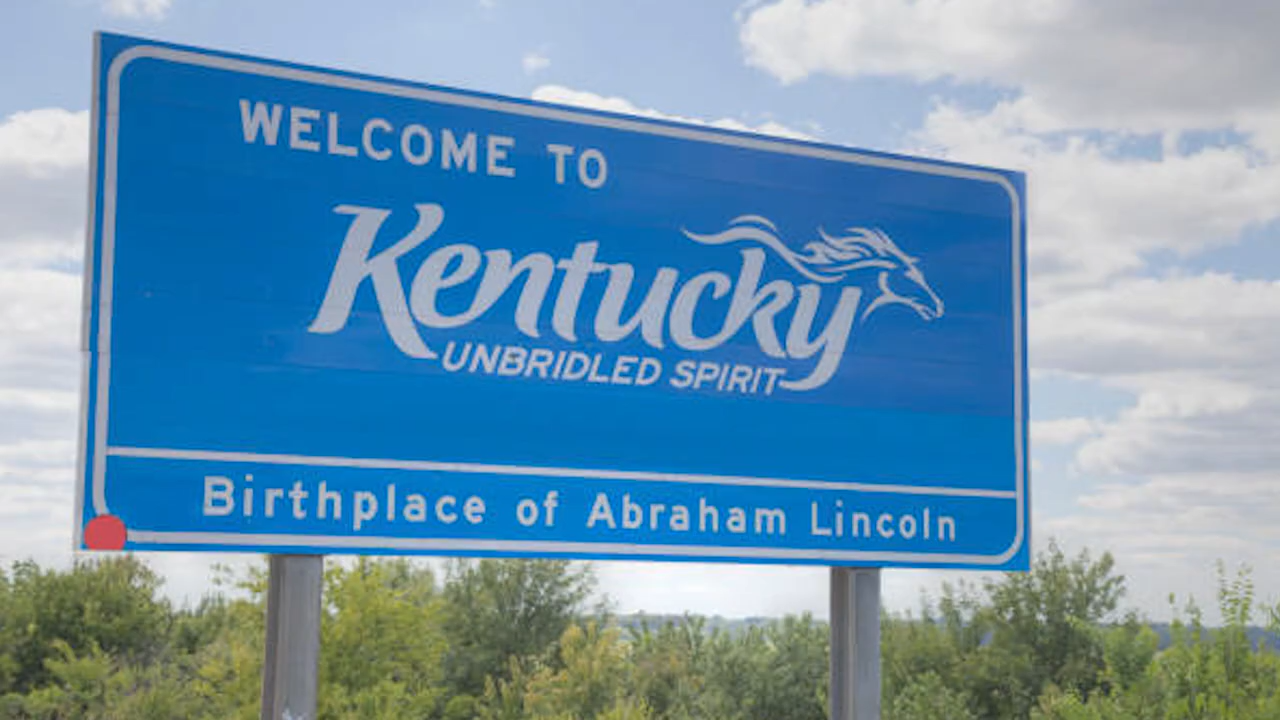 WELCOME TO
Kentucky
UNBRIDLED SPIRIT
Birthplace of Abraham Lincoln